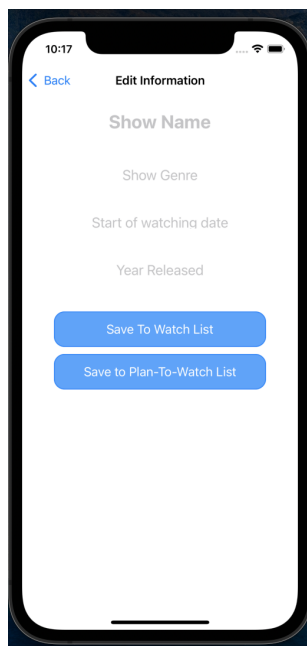 10:17
Back
Edit Information
Show Name
Show Genre
Start of watching date
Year Released
Save To Watch List
Save to Plan-To-Watch List